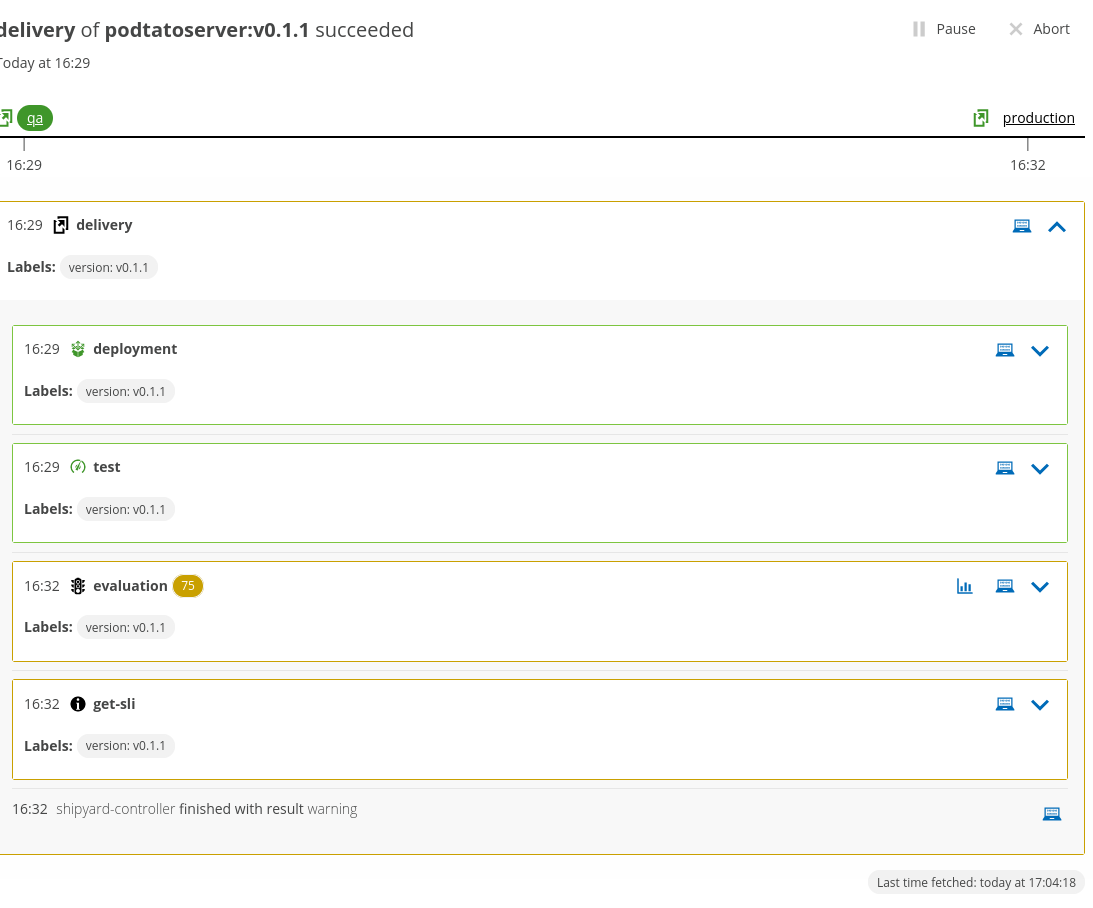 delivery of podtatoserver:v0.1.1 succeeded
Pause
Abort
Today at 16:29
qa
production
16:29
16:32
16:29 delivery
Labels: version: v0.1.1
16:29 deployment
Labels: version: v0.1.1
16:29 test
Labels: version: v0.1.1
16:32 evaluation 75
Labels: version: v0.1.1
16:32 get-sli
Labels: version: v0.1.1
16:32 shipyard-controller finished with result warning
Last time fetched: today at 17:04:18